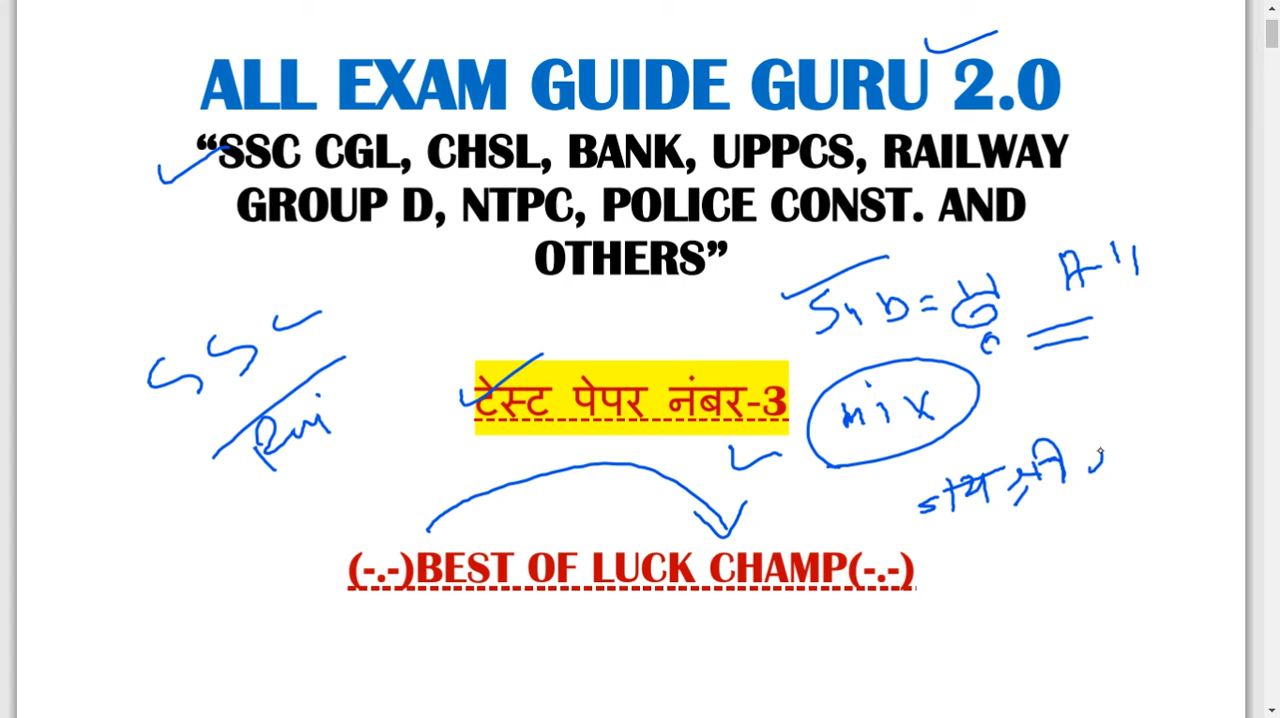 ALL EXAM GUIDE GURU 2.0
“SSC CGL, CHSL, BANK, UPPCS, RAILWAY
GROUP D, NTPC, POLICE CONST. AND
OTHERS”
Sub =
SSC
टेस्ट पेपर नंबर-3
mix
(-.-)BEST OF LUCK CHAMP(-.-)